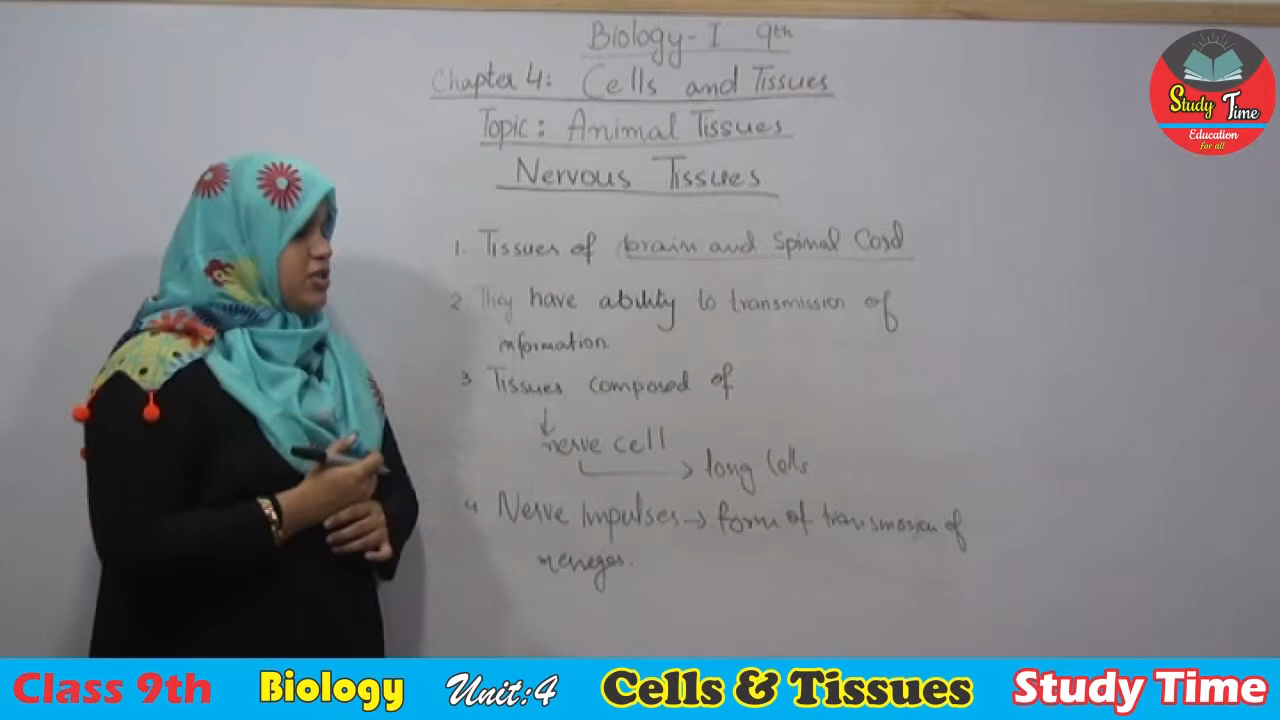 Biology-I 9th
Chapter 4: Cells and Tissues
Topic: Animal Tissues
Nervous Tissues
1. Tissues of brain and Spinal Cord
2 They have ability to transmission of
information
3 Tissues composed of
↓
nerve cell
→ long Cells
4 Nerve Impulses → form of transmission of
Study Time
Education
for all
Class 9th Biology Unit:4 Cells & Tissues Study Time